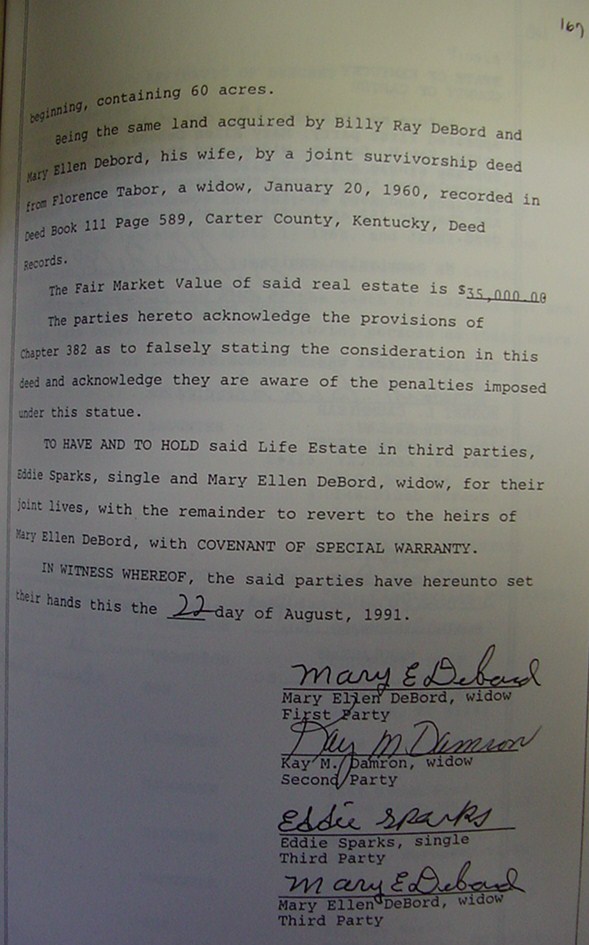 167
beginning, containing 60 acres.
Being the same land acquired by Billy Ray DeBord and
Mary Ellen Debord, his wife, by a joint survivorship deed
from Florence Tabor, a widow, January 20, 1960, recorded in
Deed Book 111 Page 589, Carter County, Kentucky, Deed
Records.
The Fair Market Value of said real estate is $35,000.00
The parties hereto acknowledge the provisions of
Chapter 382 as to falsely stating the consideration in this
deed and acknowledge they are aware of the penalties imposed
under this statue.
TO HAVE AND TO HOLD said Life Estate in third parties,
Eddie Sparks, single and Mary Ellen DeBord, widow, for their
joint lives, with the remainder to revert to the heirs of
Mary Ellen DeBord, with COVENANT OF SPECIAL WARRANTY.
IN WITNESS WHEREOF, the said parties have hereunto set
their hands this the 22 day of August, 1991.
Mary E Debord
Mary Ellen DeBord, widow
First Party
Kay M Damron
Kay M. Damron, widow
Second Party
Eddie Sparks
Eddie Sparks, single
Third Party
Mary E Debord
Mary Ellen DeBord, widow
Third Party